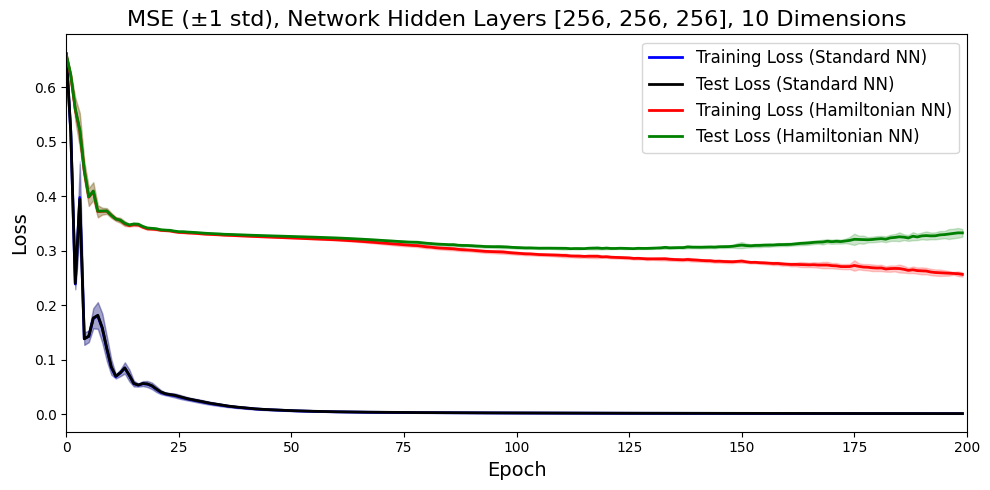 MSE (±1 std), Network Hidden Layers [256, 256, 256], 10 Dimensions
Training Loss (Standard NN)
Test Loss (Standard NN)
Training Loss (Hamiltonian NN)
Test Loss (Hamiltonian NN)
Loss
0.6
0.5
0.4
0.3
0.2
0.1
0.0
0 25 50 75 100 125 150 175 200
Epoch